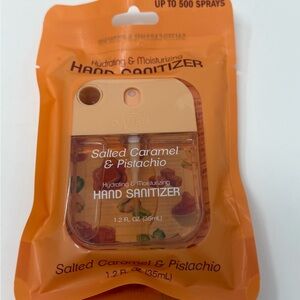 UP TO 500 SPRAYS
Hydrating & Moisturizing
HAND SANITIZER
Salted Caramel
& Pistachio
Hydrating & Moisturizing
HAND SANITIZER
1.2 FL OZ (35mL)
Salted Caramel & Pistachio
1.2 Fl. OZ (35mL)